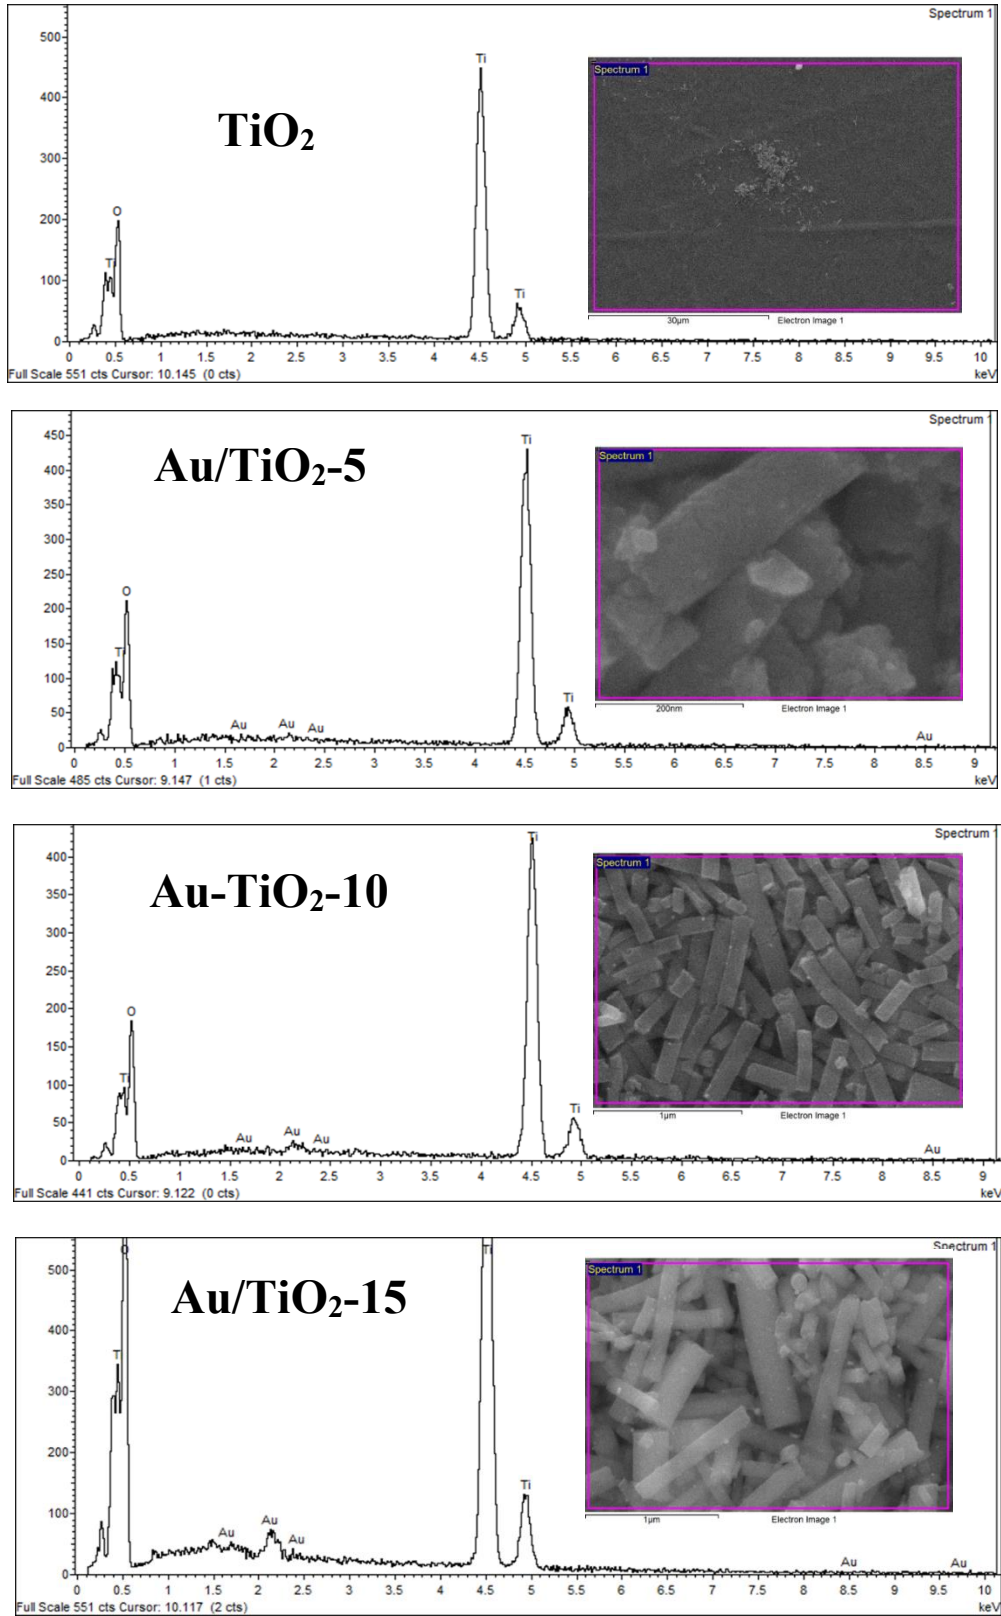 Spectrum 1
500
Ti
Spectrum 1
TiO₂
400
300
O
200
Ti
100
Ti
0
30µm Electron Image 1
0 0.5 1 1.5 2 2.5 3 3.5 4 4.5 5 5.5 6 6.5 7 7.5 8 8.5 9 9.5 10
Full Scale 551 cts Cursor: 10.145 (0 cts) keV
Spectrum 1
450
Ti
Au/TiO₂-5
Spectrum 1
400
350
300
250
O
200
150
Ti
100
Ti
50
Au Au Au
200nm Electron Image 1
Au
0
0 0.5 1 1.5 2 2.5 3 3.5 4 4.5 5 5.5 6 6.5 7 7.5 8 8.5 9
Full Scale 485 cts Cursor: 9.147 (1 cts) keV
Spectrum 1
Ti
400
Spectrum 1
Au-TiO₂-10
350
300
250
O
200
150
Ti
100
Ti
50
Au Au Au
1µm Electron Image 1
Au
0
0 1 1.5 2 2.5 3 3.5 4 4.5 5 5.5 6 6.5 7 7.5 8 8.5 9
Full Scale 441 cts Cursor: 9.122 (0 cts) keV
O
Ti
Spectrum 1
500
Spectrum 1
Au/TiO₂-15
400
T
300
200
Ti
100
Au Au Au
1µm Electron Image 1
Au Au
0
0 0.5 1 1.5 2 2.5 3 3.5 4 4.5 5 5.5 6 6.5 7 7.5 8 8.5 9 9.5 10
Full Scale 551 cts Cursor: 10.117 (2 cts) keV